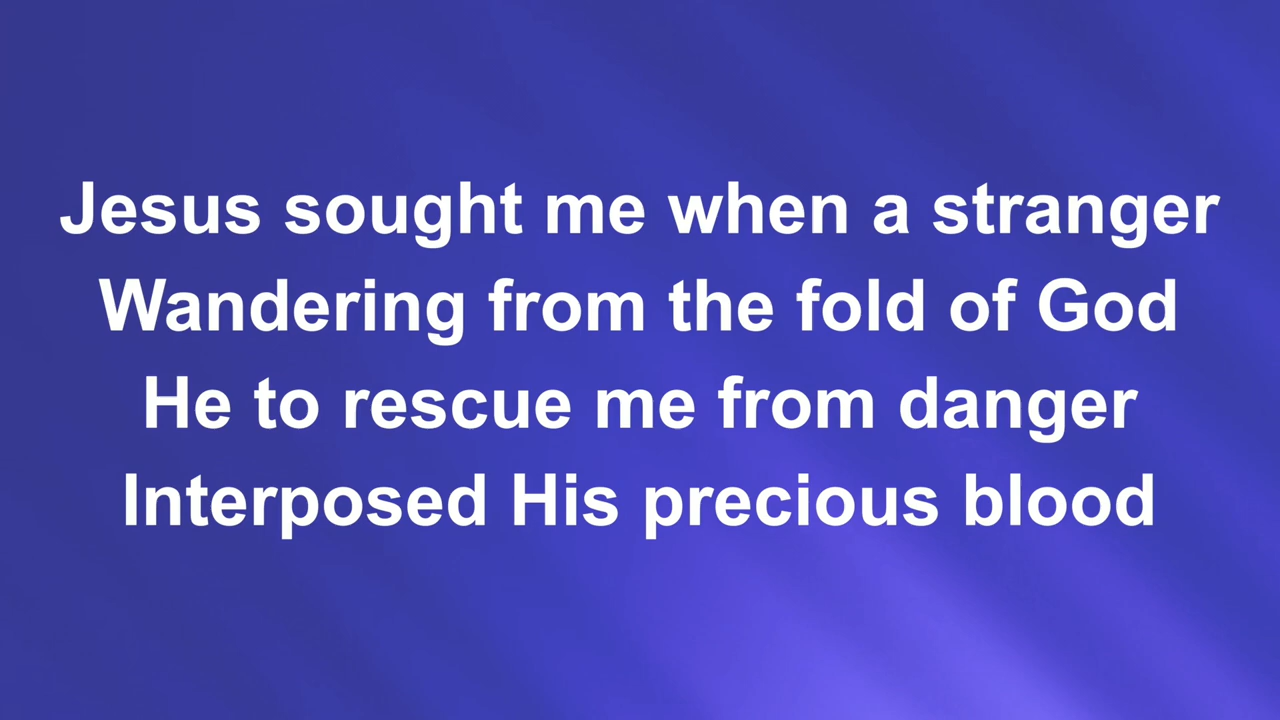 Jesus sought me when a stranger
Wandering from the fold of God
He to rescue me from danger
Interposed His precious blood